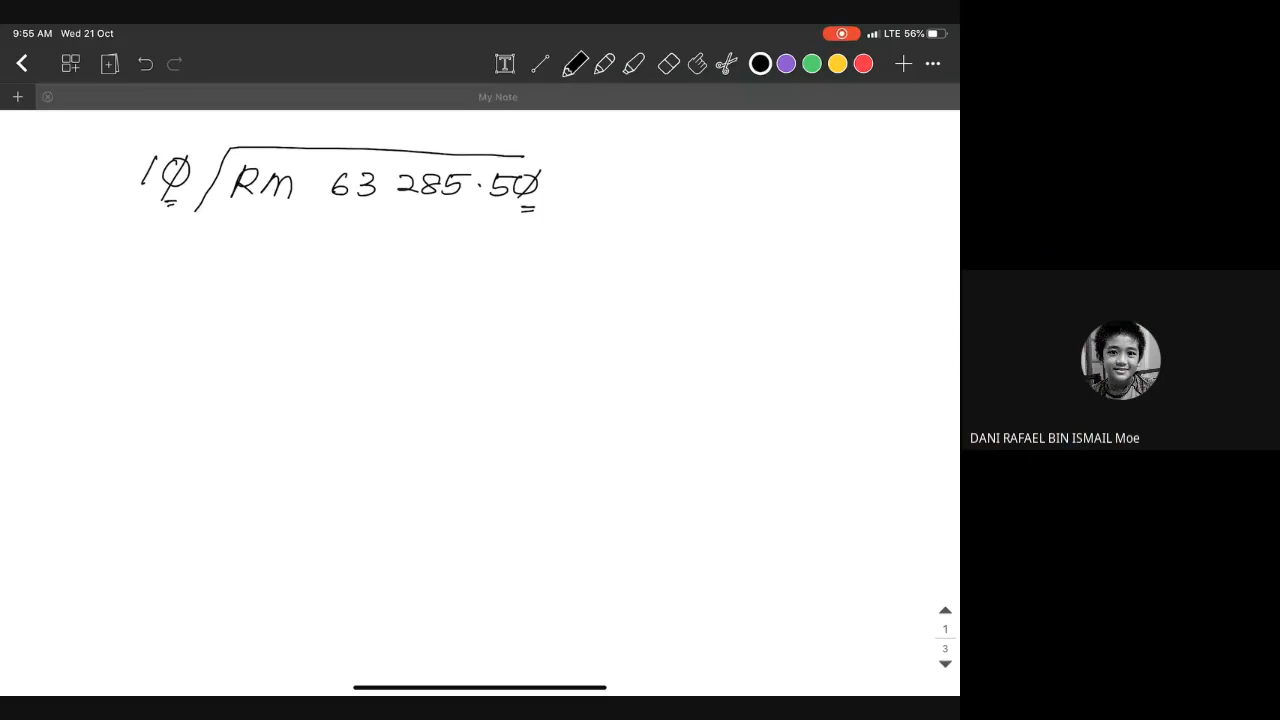 9:55 AM Wed 21 Oct
LTE 56%
My Note
10 RM 63 285.50
1
3
DANI RAFAEL BIN ISMAIL Moe